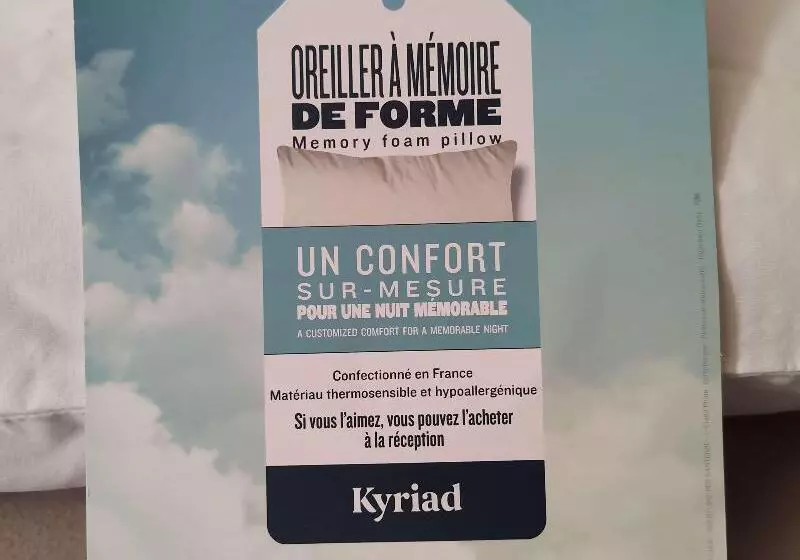 OREILLER À MÉMOIRE
DE FORME
Memory foam pillow
UN CONFORT
SUR-MESURE
POUR UNE NUIT MÉMORABLE
A CUSTOMIZED COMFORT FOR A MEMORABLE NIGHT
Confectionné en France
Matériau thermosensible et hypoallergénique
Si vous l'aimez, vous pouvez l'acheter
à la réception
Kyriad